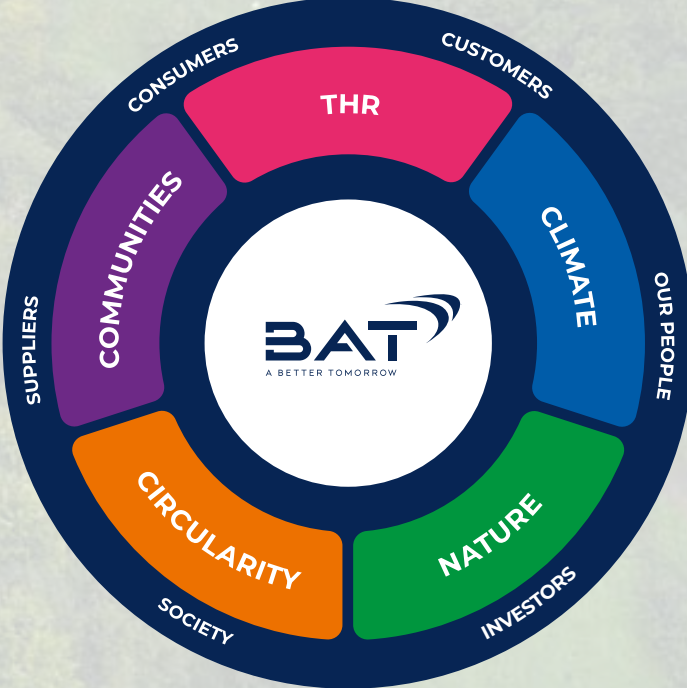 CONSUMERS
CUSTOMERS
THR
COMMUNITIES
CLIMATE
SUPPLIERS
OUR PEOPLE
BAT
A BETTER TOMORROW
CIRCULARITY
NATURE
SOCIETY
INVESTORS